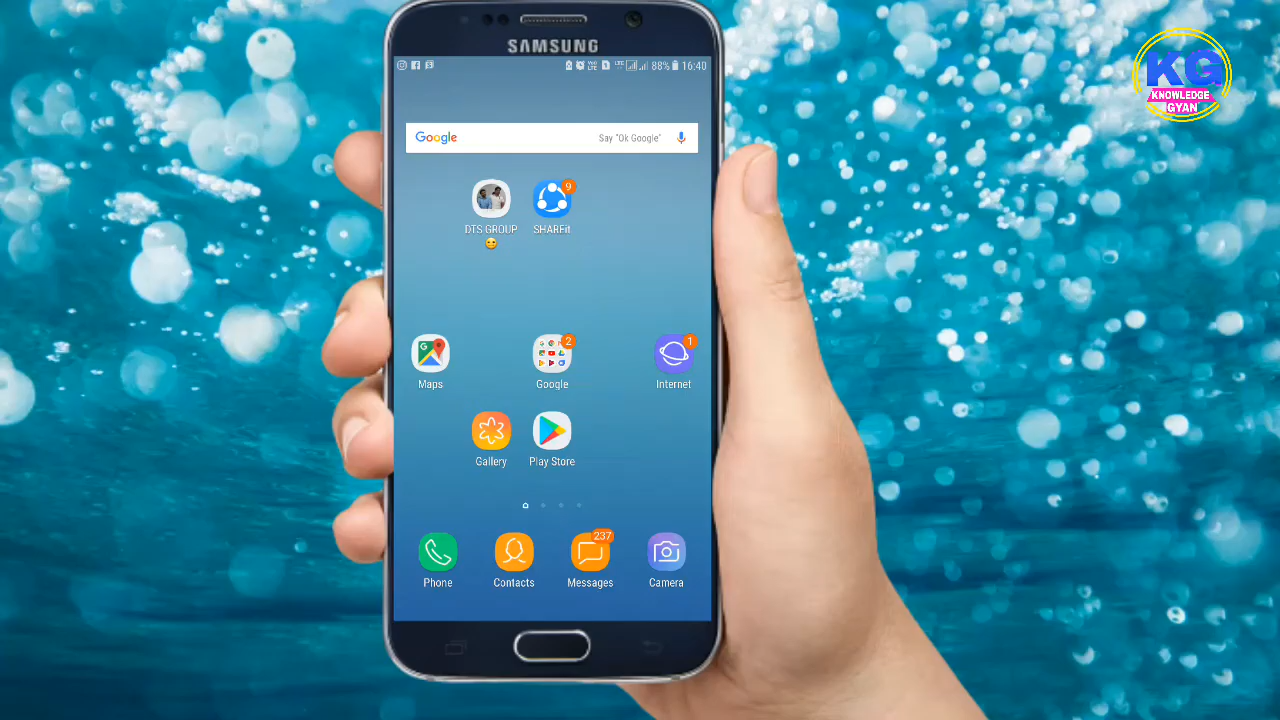 SAMSUNG
88% 16:40
KG
KNOWLEDGE
GYAN
Google Say "Ok Google"
9
DTS GROUP SHAREit
2 1
Maps Google Internet
Gallery Play Store
237
Phone Contacts Messages Camera